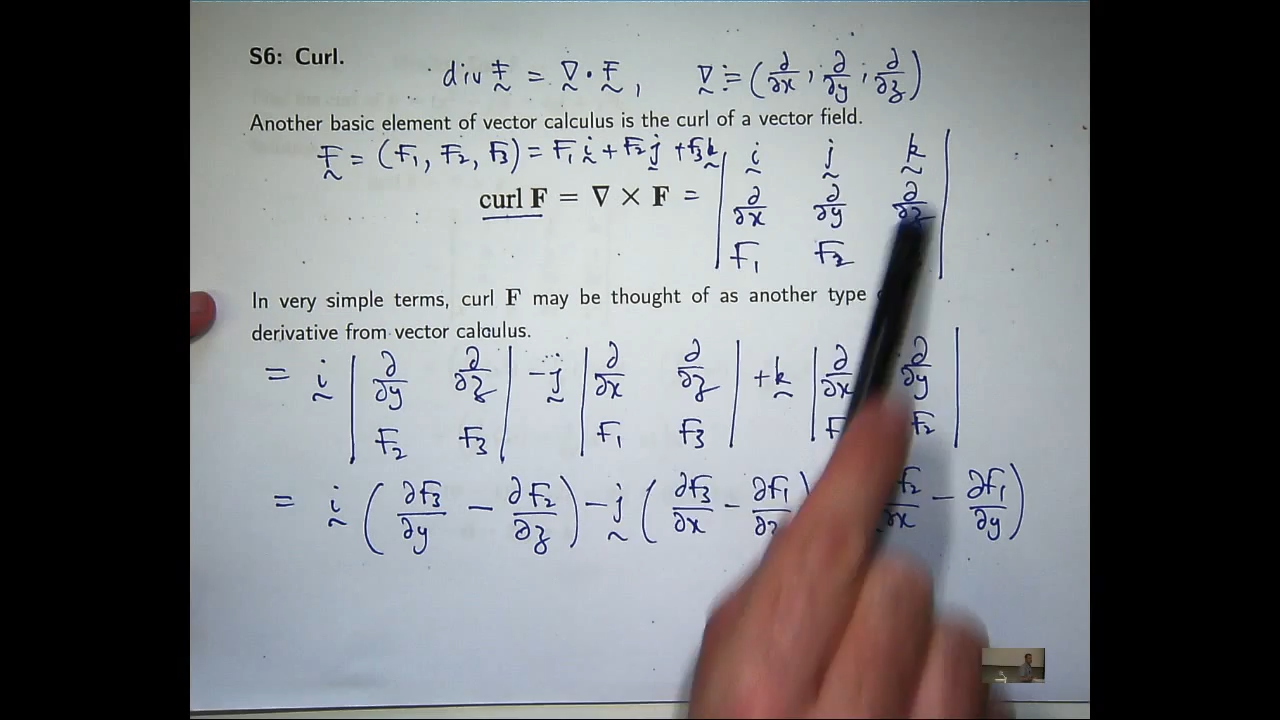 S6: Curl.
div F = ∇ · F , ∇ := ( ∂/∂x , ∂/∂y , ∂/∂z )
Another basic element of vector calculus is the curl of a vector field.
F = (F₁, F₂, F₃) = F₁ i + F₂ j + F₃ k
curl F = ∇ × F = | i j k |
| ∂/∂x ∂/∂y ∂/∂z |
| F₁ F₂
In very simple terms, curl F may be thought of as another type
derivative from vector calculus.
= i | ∂/∂y ∂/∂z | − j | ∂/∂x ∂/∂z | + k | ∂/∂x ∂/∂y |
| F₂ F₃ | | F₁ F₃ | | F F₂ |
= i ( ∂F₃/∂y − ∂F₂/∂z ) − j ( ∂F₃/∂x − ∂F₁/∂z ) F₂/∂x − ∂F₁/∂y )